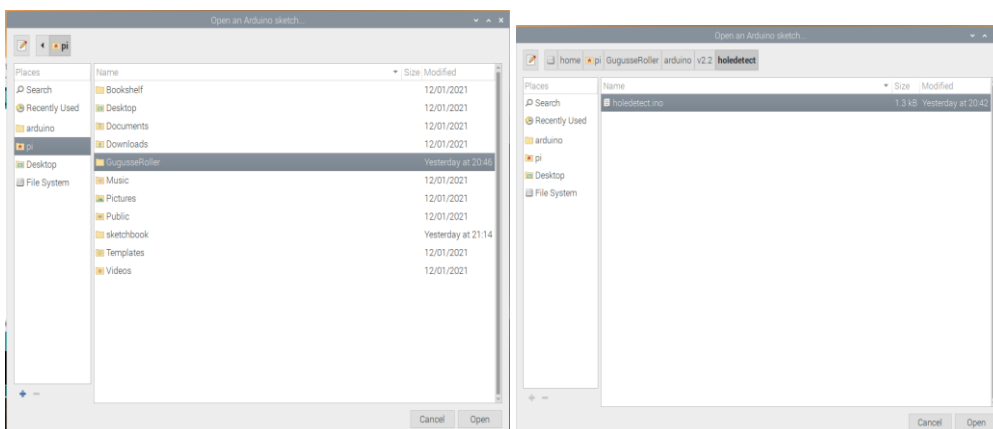 Open an Arduino sketch...
pi
Places
Name Size Modified
Search
Bookshelf 12/01/2021
Recently Used
Desktop 12/01/2021
arduino
Documents 12/01/2021
pi
Downloads 12/01/2021
Desktop
GugusseRoller Yesterday at 20:46
File System
Music 12/01/2021
Pictures 12/01/2021
Public 12/01/2021
sketchbook Yesterday at 21:14
Templates 12/01/2021
Videos 12/01/2021
Cancel Open
Open an Arduino sketch...
home pi GugusseRoller arduino v2.2 holedetect
Places
Name Size Modified
Search
holedetect.ino 1.3 kB Yesterday at 20:42
Recently Used
arduino
pi
Desktop
File System
Cancel Open